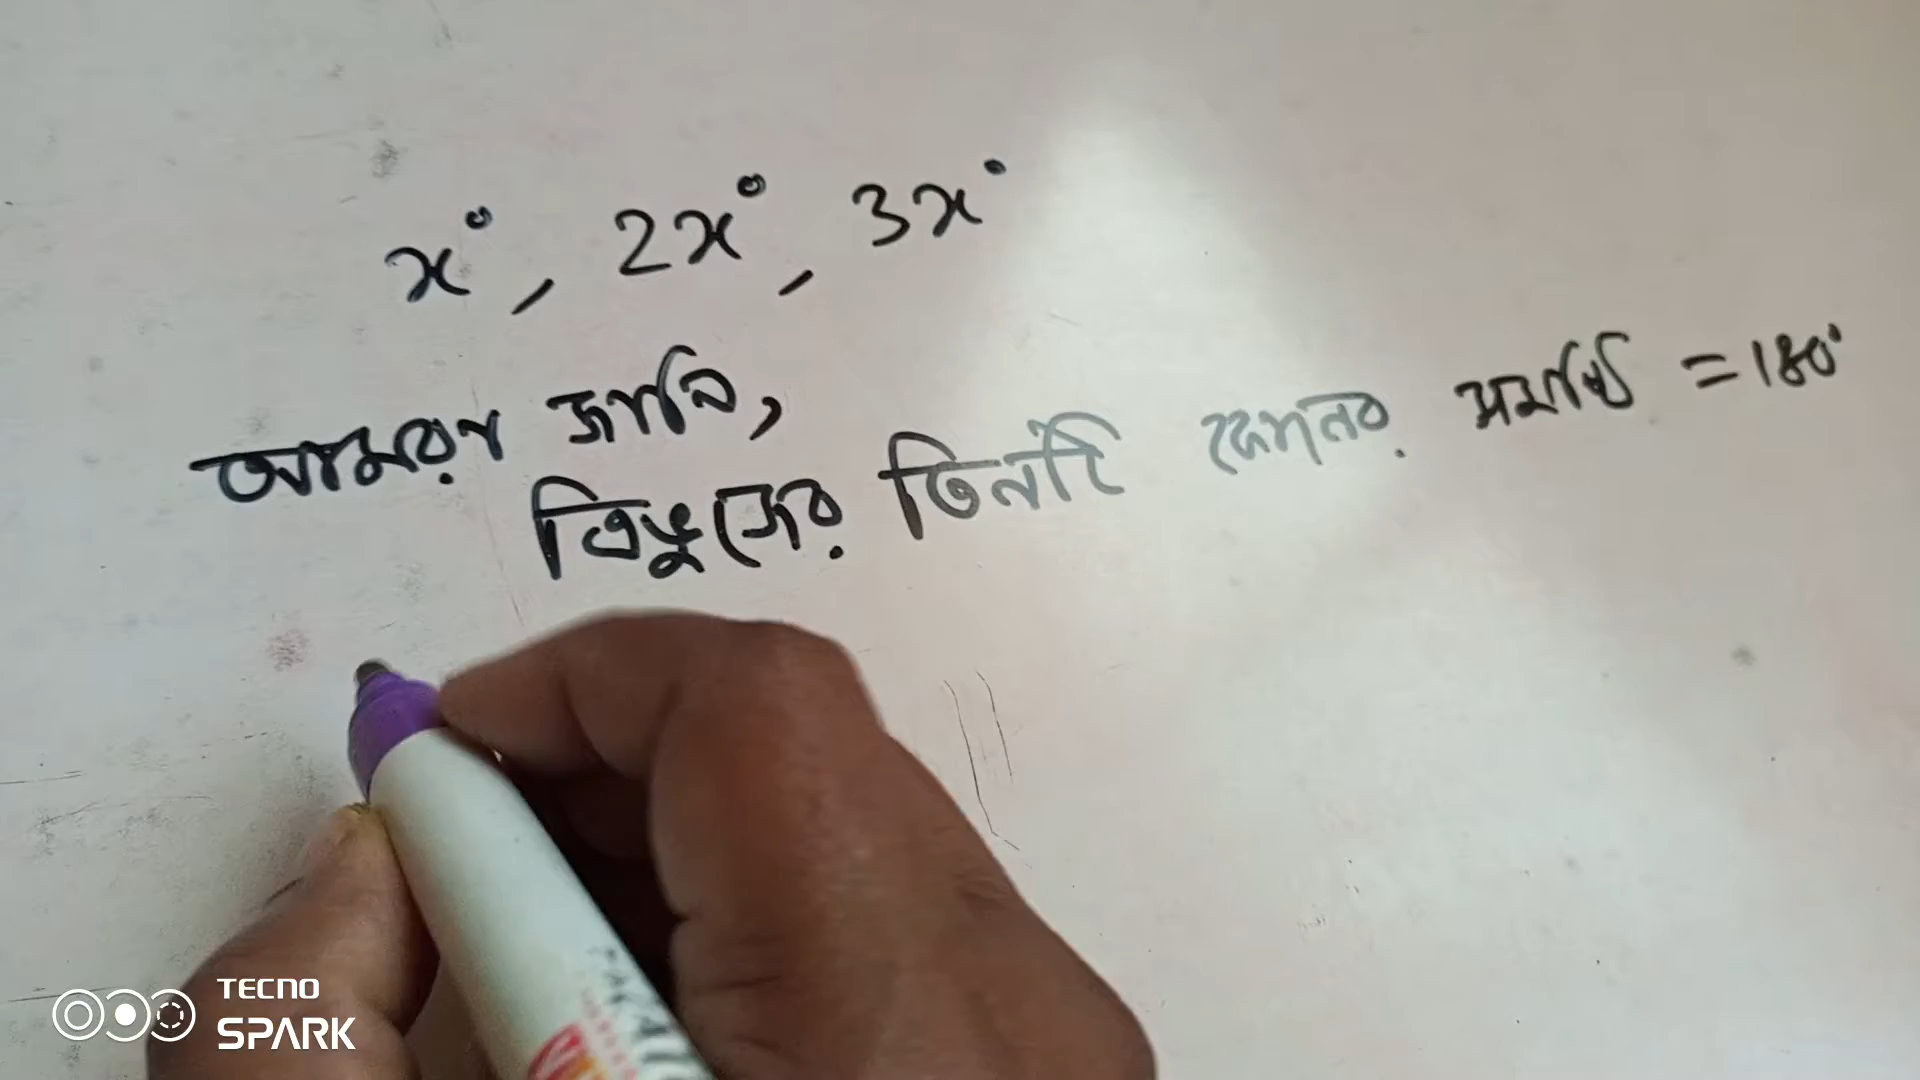 x°, 2x°, 3x°
আমরা জানি,
ত্রিভুজের তিনটি কোনের সমষ্টি = 180°
TECNO
SPARK